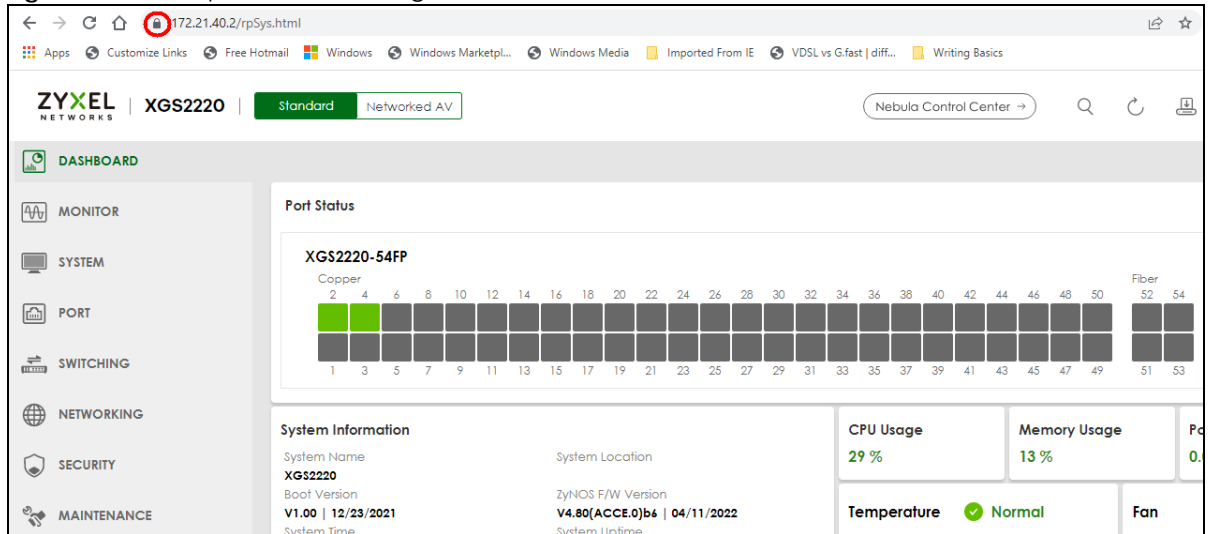 172.21.40.2/rpSys.html
Apps Customize Links Free Hotmail Windows Windows Marketpl... Windows Media Imported From IE VDSL vs G.fast | diff... Writing Basics
ZYXEL NETWORKS | XGS2220 | Standard Networked AV Nebula Control Center →
DASHBOARD
MONITOR
SYSTEM
PORT
SWITCHING
NETWORKING
SECURITY
MAINTENANCE
Port Status
XGS2220-54FP
Copper Fiber
2 4 6 8 10 12 14 16 18 20 22 24 26 28 30 32 34 36 38 40 42 44 46 48 50 52 54
1 3 5 7 9 11 13 15 17 19 21 23 25 27 29 31 33 35 37 39 41 43 45 47 49 51 53
System Information
System Name System Location
XGS2220
Boot Version ZyNOS F/W Version
V1.00 | 12/23/2021 V4.80(ACCE.0)b6 | 04/11/2022
System Time System Uptime
CPU Usage Memory Usage
29 % 13 %
Temperature Normal Fan